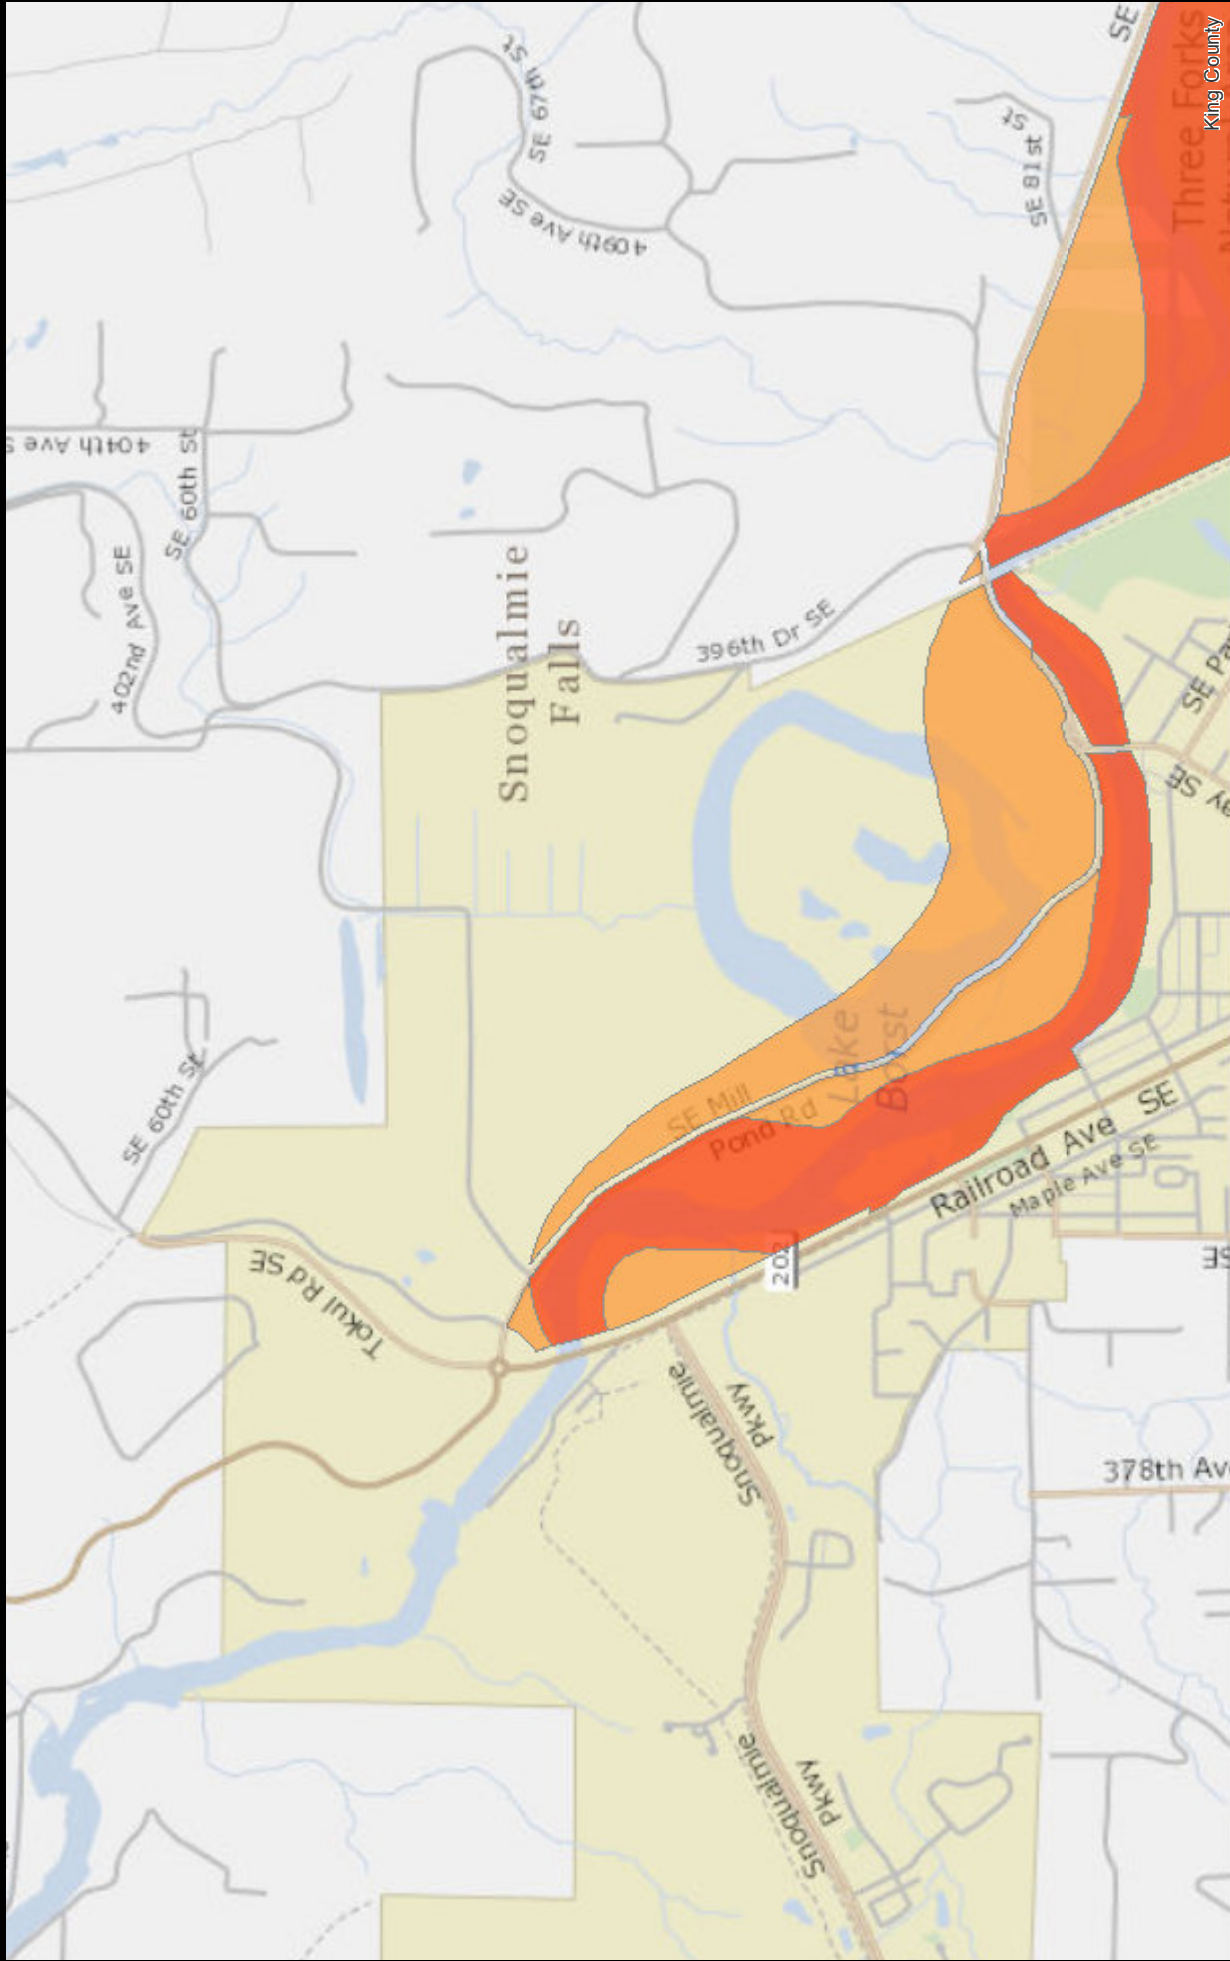 SE
Three Forks
King County
SE 67th St
409th Ave SE
St
SE 81st
404th Ave S
SE 60th St
402nd Ave SE
Snoqualmie
Falls
396th Dr SE
SE
Lake
Borst
SE Mill
Pond Rd
SE 60th St
Railroad Ave SE
Maple Ave SE
202
SE
Tokul Rd SE
Snoqualmie
Pkwy
378th Av
Snoqualmie
Pkwy